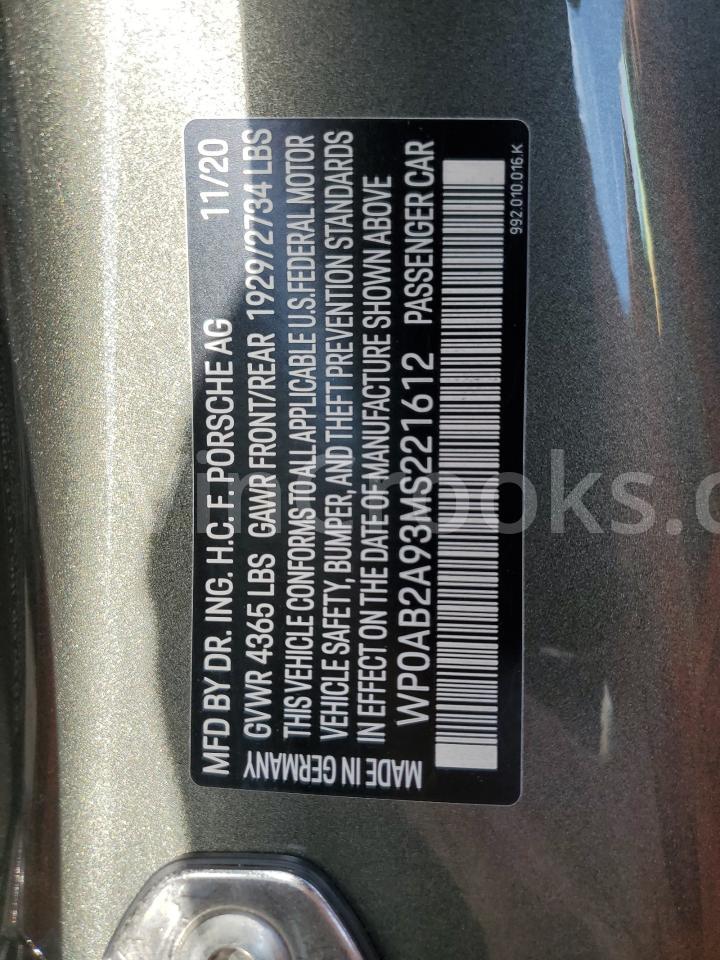 MFD BY DR. ING. H.C. F. PORSCHE AG 11/20
GVWR 4365 LBS GAWR FRONT/REAR 1929/2734 LBS
THIS VEHICLE CONFORMS TO ALL APPLICABLE U.S. FEDERAL MOTOR
VEHICLE SAFETY, BUMPER, AND THEFT PREVENTION STANDARDS
IN EFFECT ON THE DATE OF MANUFACTURE SHOWN ABOVE
MADE IN GERMANY
WP0AB2A93MS221612 PASSENGER CAR
992.010.016.K